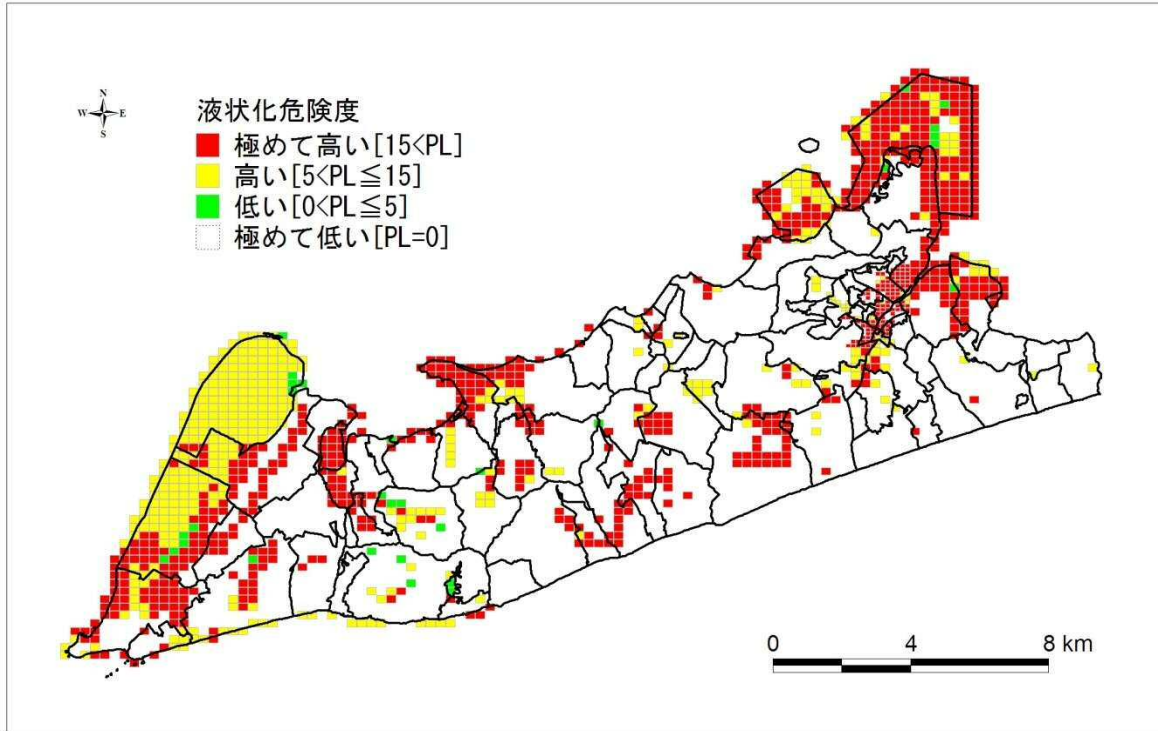 N
W E
S
液状化危険度
極めて高い[15<PL]
高い[5<PL≦15]
低い[0<PL≦5]
極めて低い[PL=0]
0 4 8 km